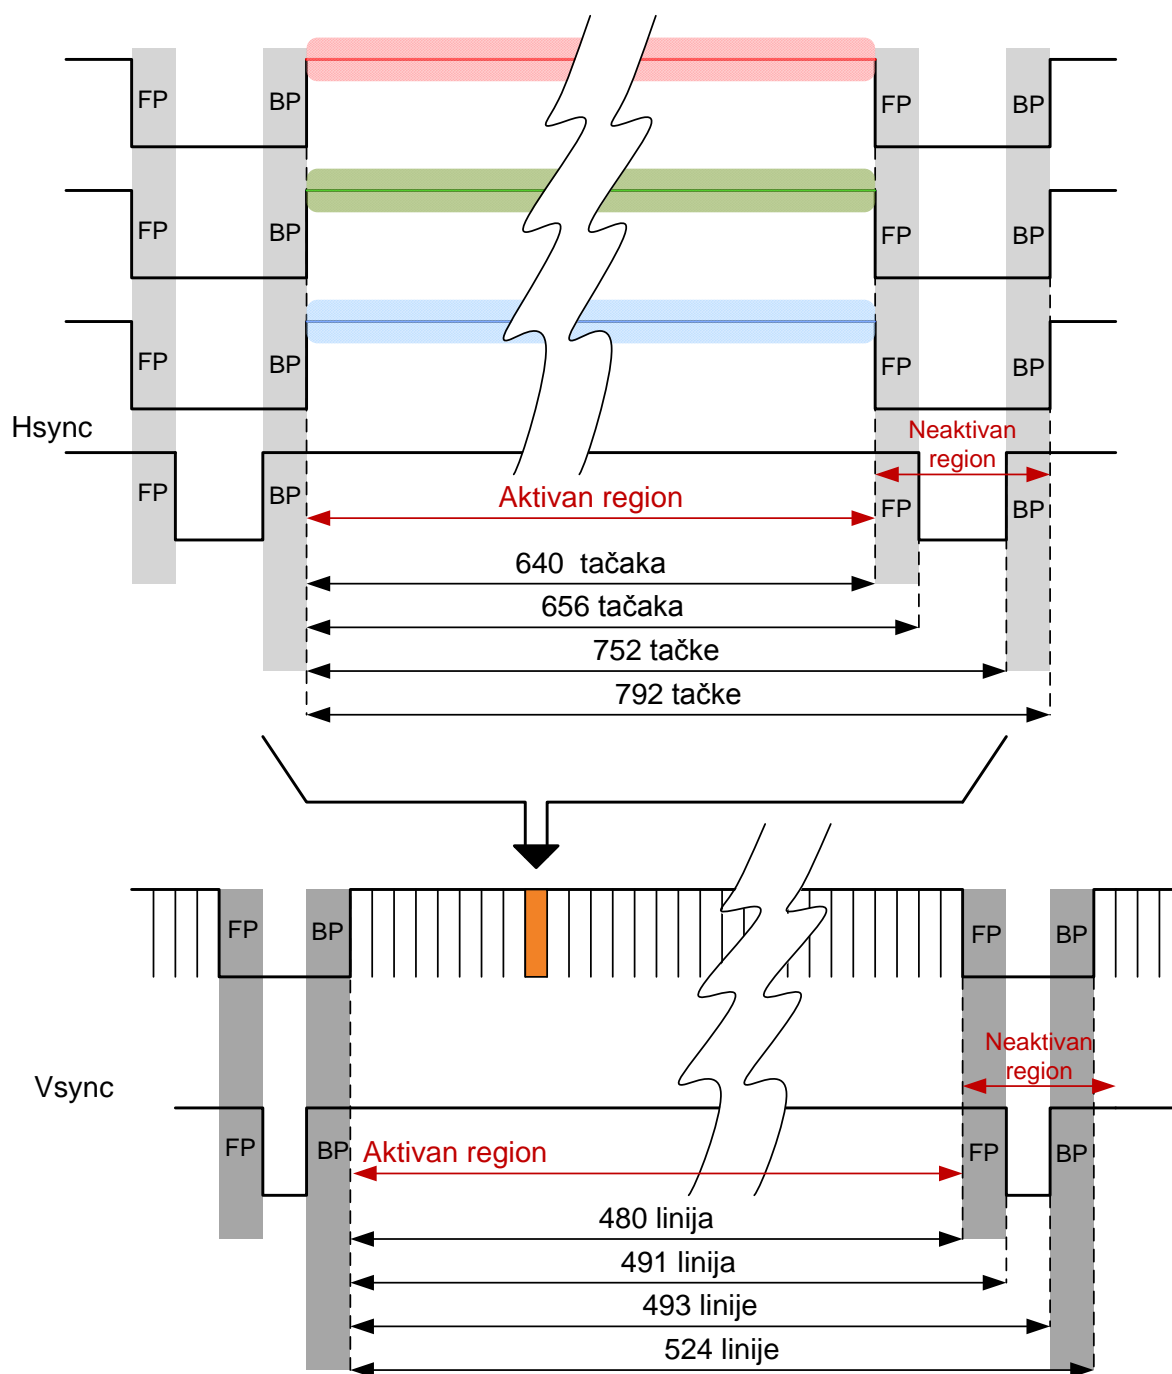 FP
BP
FP
BP
FP
BP
FP
BP
FP
BP
FP
BP
Hsync
Neaktivan
region
FP
BP
Aktivan region
FP
BP
640 tačaka
656 tačaka
752 tačke
792 tačke
FP
BP
FP
BP
Neaktivan
region
Vsync
FP
BP
Aktivan region
FP
BP
480 linija
491 linija
493 linije
524 linije